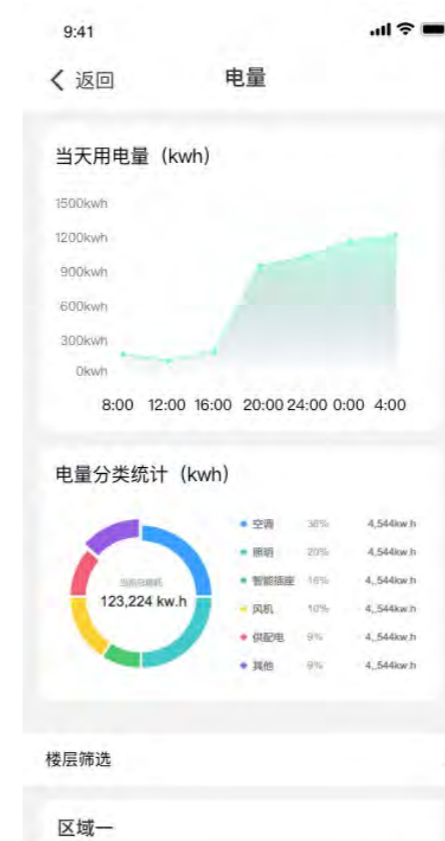 9:41
返回
电量
当天用电量（kwh）
1500kwh
1200kwh
900kwh
600kwh
300kwh
0kwh
8:00 12:00 16:00 20:00 24:00 0:00 4:00
电量分类统计（kwh）
123,224 kw.h
空调 36% 4,544kw.h
照明 20% 4,544kw.h
智能插座 16% 4,,544kw.h
风机 10% 4,,544kw.h
供配电 9% 4,,544kw.h
其他 9% 4,,544kw.h
楼层筛选
区域一